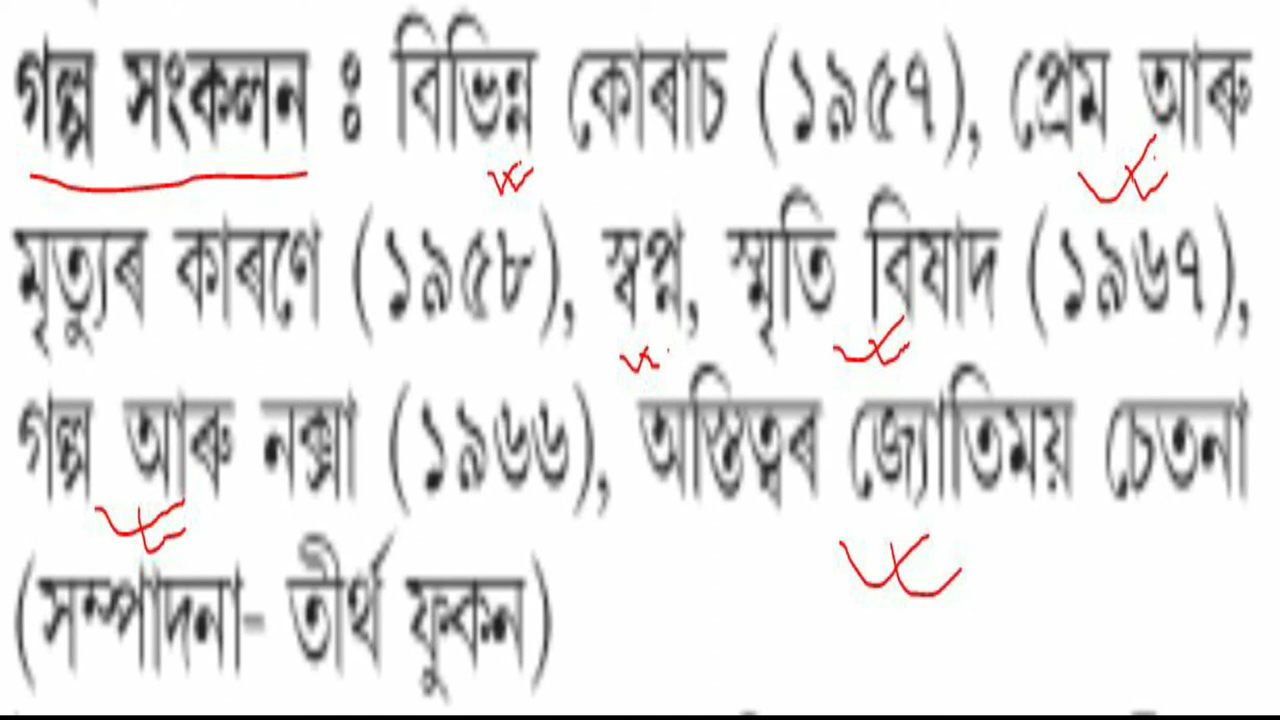 গল্প সংকলন ঃ বিভিন্ন কোৰাচ (১৯৫৭), প্ৰেম আৰু
মৃত্যুৰ কাৰণে (১৯৫৮), স্বপ্ন, স্মৃতি বিষাদ (১৯৬৭),
গল্প আৰু নক্সা (১৯৬৬), অস্তিত্বৰ জ্যোতিময় চেতনা
(সম্পাদনা- তীৰ্থ ফুকন)